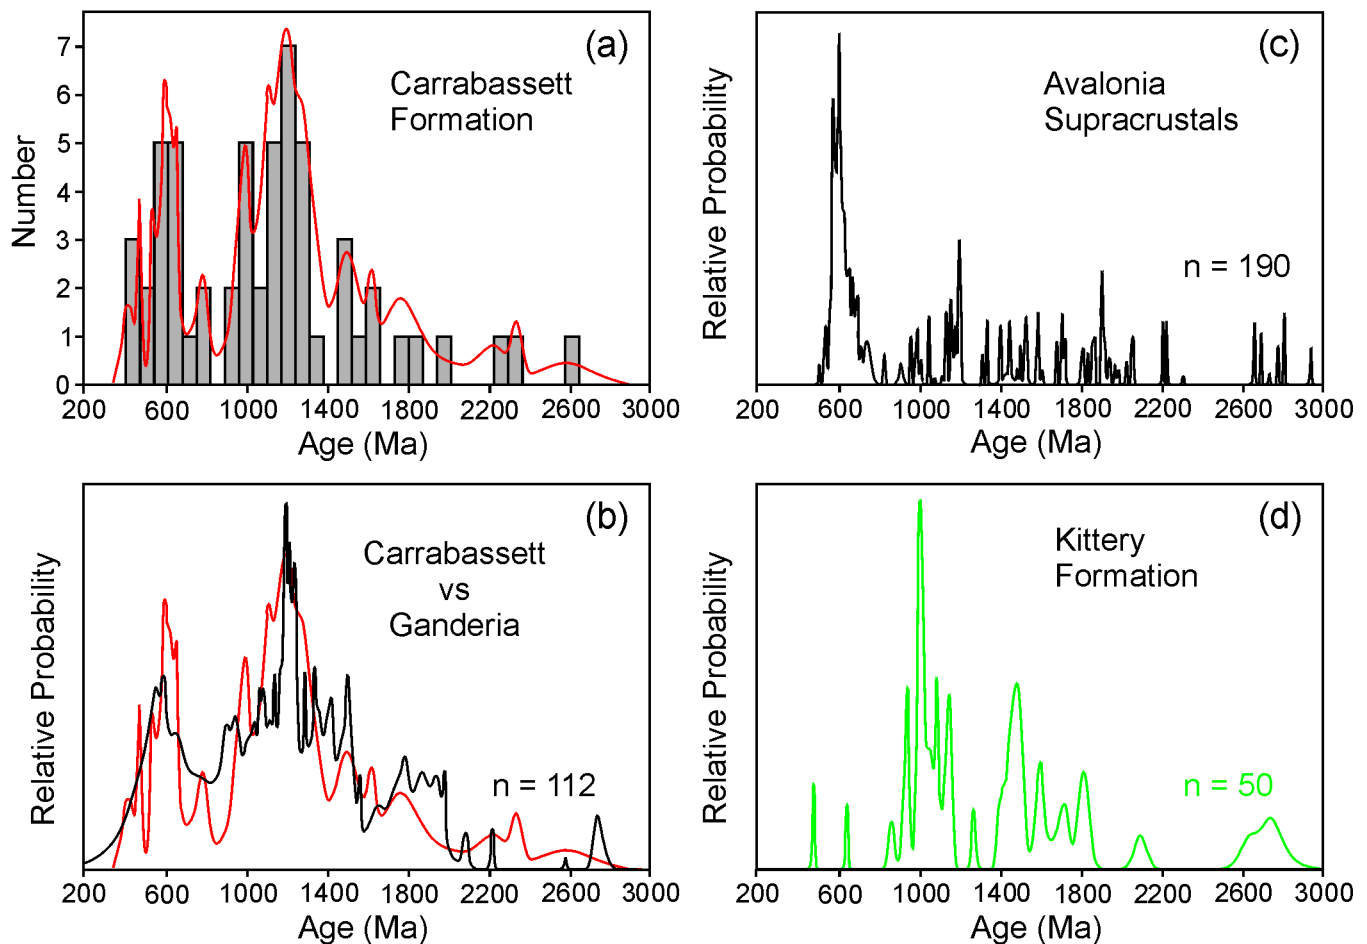 (a)
Carrabassett
Formation
Number
7
6
5
4
3
2
1
0
200 600 1000 1400 1800 2200 2600 3000
Age (Ma)
(c)
Avalonia
Supracrustals
n = 190
Relative Probability
200 600 1000 1400 1800 2200 2600 3000
Age (Ma)
(b)
Carrabassett
vs
Ganderia
n = 112
Relative Probability
200 600 1000 1400 1800 2200 2600 3000
Age (Ma)
(d)
Kittery
Formation
n = 50
Relative Probability
200 600 1000 1400 1800 2200 2600 3000
Age (Ma)